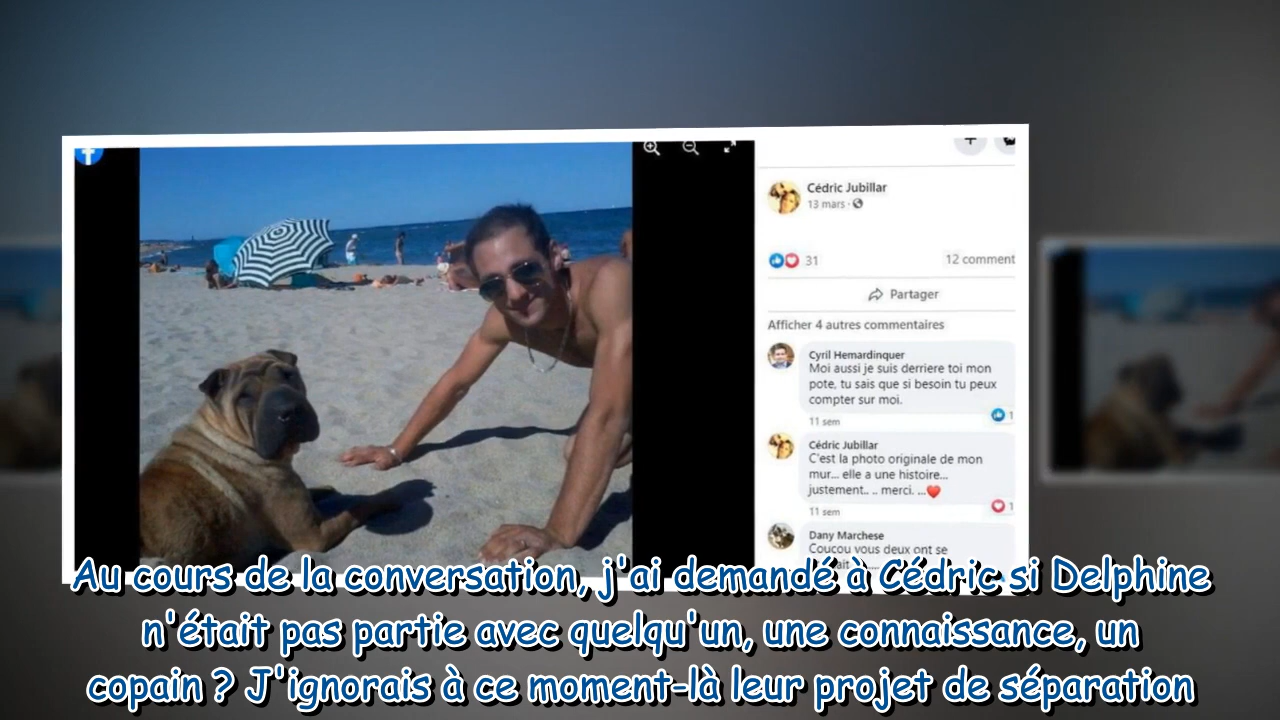 Cédric Jubillar
13 mars ·
31
12 comment
Partager
Afficher 4 autres commentaires
Cyril Hemardinquer
Moi aussi je suis derriere toi mon
pote, tu sais que si besoin tu peux
compter sur moi.
1
11 sem
Cédric Jubillar
C'est la photo originale de mon
mur... elle a une histoire...
justement.. .. merci. ...❤️
1
11 sem
Dany Marchese
Coucou vous deux ont se
Au cours de la conversation, j'ai demandé à Cédric si Delphine
n'était pas partie avec quelqu'un, une connaissance, un
copain ? J'ignorais à ce moment-là leur projet de séparation